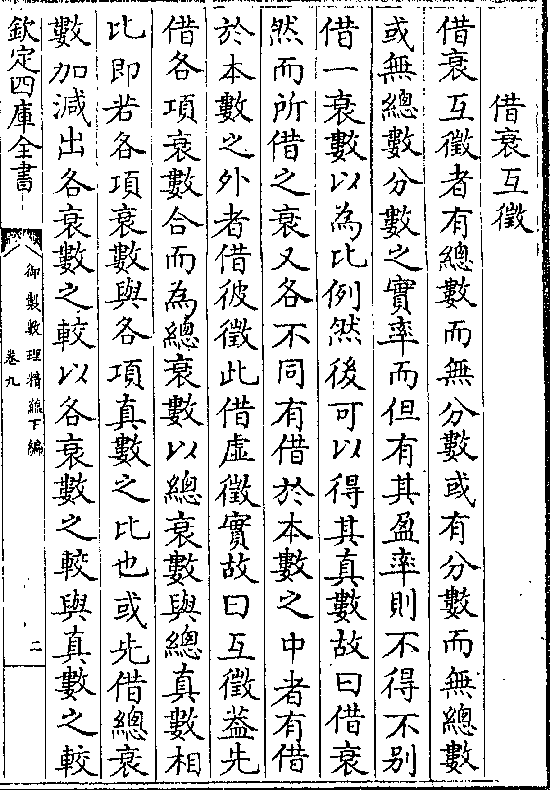 借衰互徵
借衰互徵者有總數而無分數或有分數而無總數
或無總數分數之實率而但有其盈率則不得不别
借一衰數以為比例然後可以得其真數故曰借衰
然而所借之衰又各不同有借於本數之中者有借
於本數之外者借彼徵此借虛徵實故曰互徵葢先
借各項衰數合而為總衰數以總衰數與總真數相
比即若各項衰數與各項真數之比也或先借總衰
數加減出各衰數之較以各衰數之較與真數之較
欽定四庫全書
御製數理精蘊下編
卷九
二